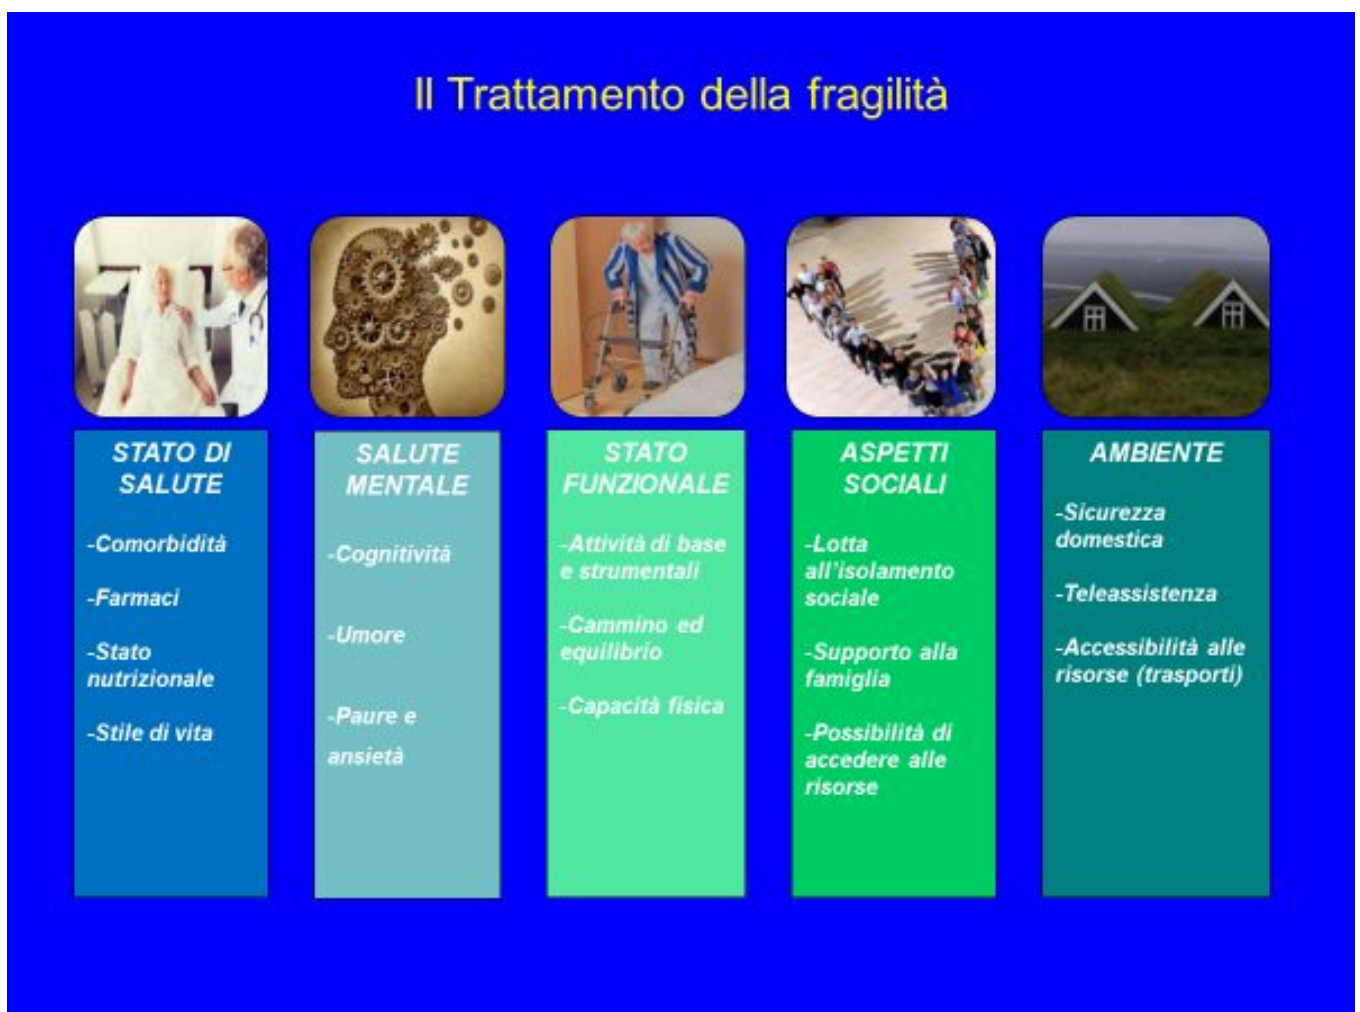 Il Trattamento della fragilità
STATO DI
SALUTE
-Comorbidità
-Farmaci
-Stato
nutrizionale
-Stile di vita
SALUTE
MENTALE
-Cognitività
-Umore
-Paure e
ansietà
STATO
FUNZIONALE
-Attività di base
e strumentali
-Cammino ed
equilibrio
-Capacità fisica
ASPETTI
SOCIALI
-Lotta
all'isolamento
sociale
-Supporto alla
famiglia
-Possibilità di
accedere alle
risorse
AMBIENTE
-Sicurezza
domestica
-Teleassistenza
-Accessibilità alle
risorse (trasporti)